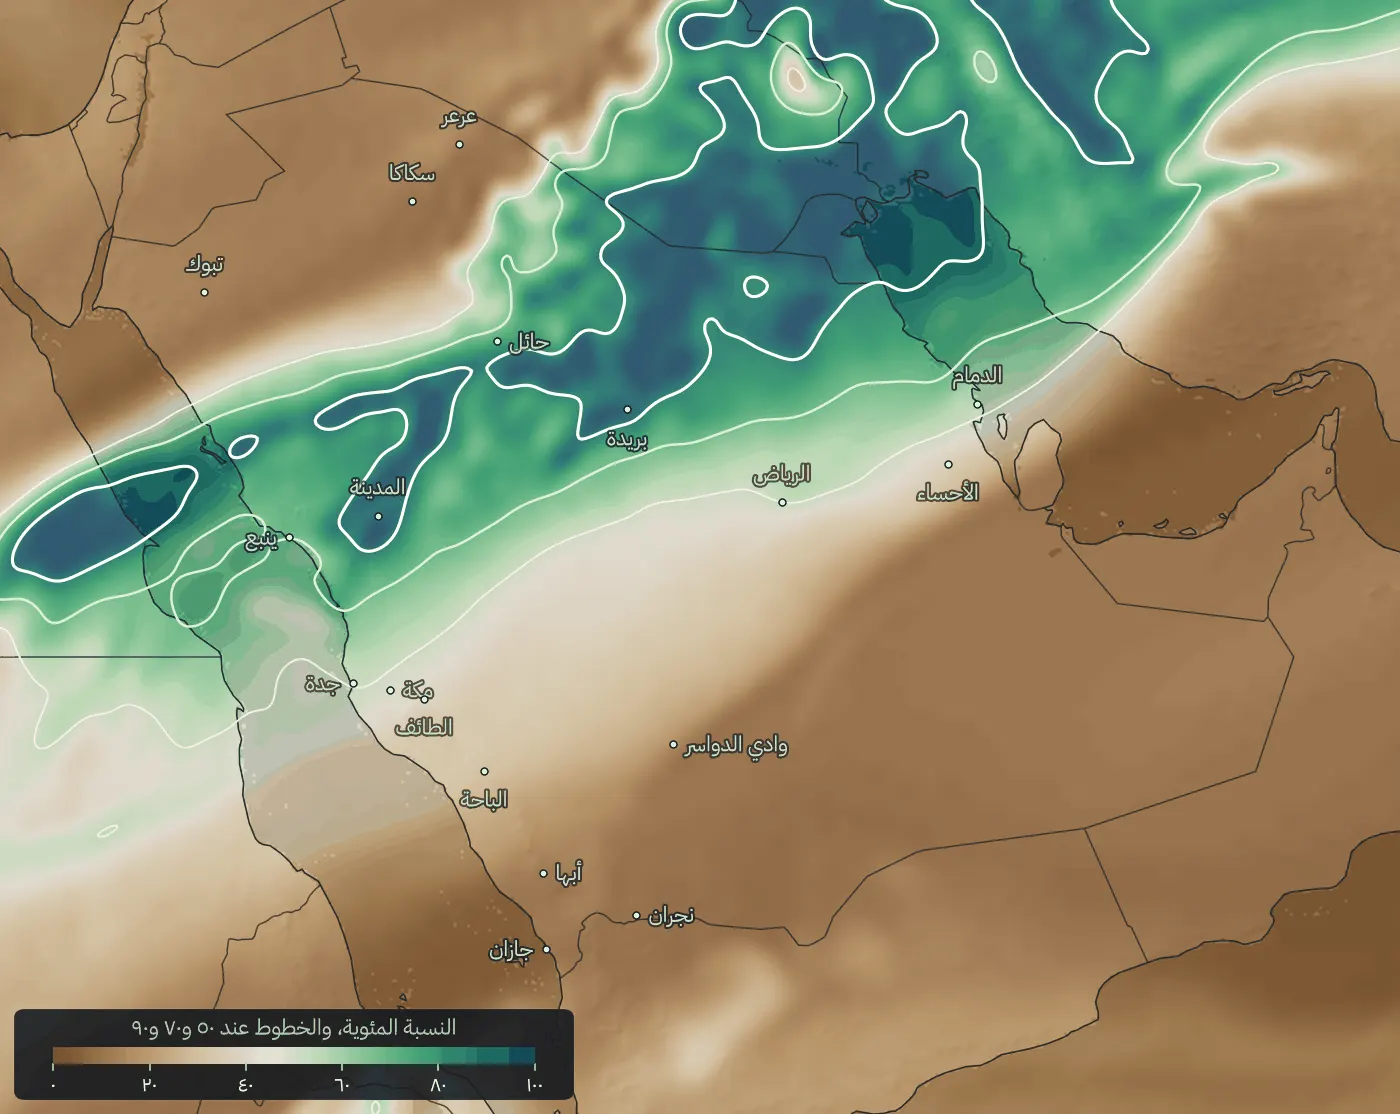 عرعر
سكاكا
تبوك
حائل
الدمام
بريدة
الرياض
المدينة
الأحساء
ينبع
جدة
مكة
الطائف
وادي الدواسر
الباحة
أبها
نجران
جازان
النسبة المئوية، والخطوط عند ٥٠ و٧٠ و٩٠
٠ ٢٠ ٤٠ ٦٠ ٨٠ ١٠٠